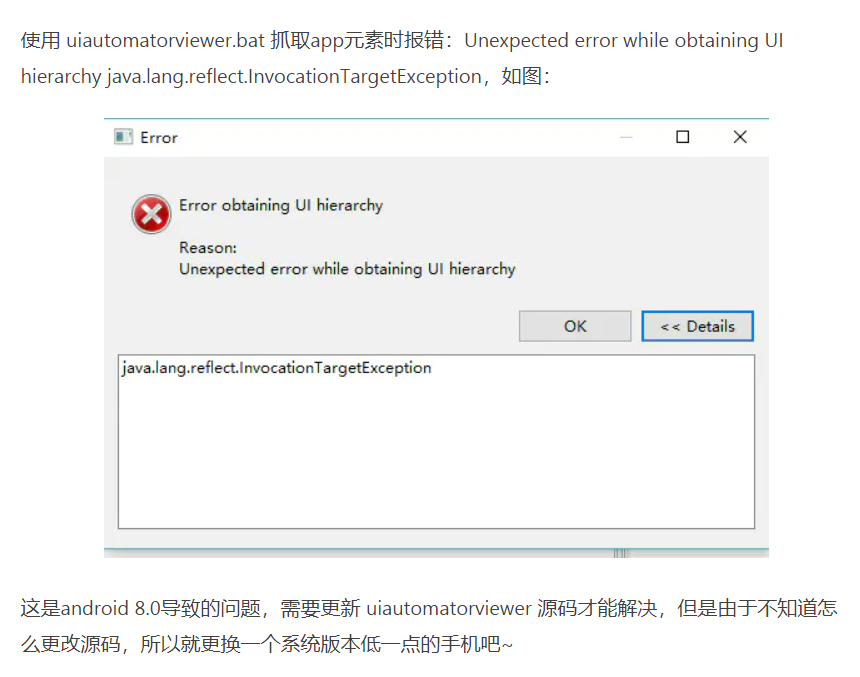 使用 uiautomatorviewer.bat 抓取app元素时报错：Unexpected error while obtaining UI
hierarchy java.lang.reflect.InvocationTargetException，如图：
Error
Error obtaining UI hierarchy
Reason:
Unexpected error while obtaining UI hierarchy
OK
<< Details
java.lang.reflect.InvocationTargetException
这是android 8.0导致的问题，需要更新 uiautomatorviewer 源码才能解决，但是由于不知道怎
么更改源码，所以就更换一个系统版本低一点的手机吧~